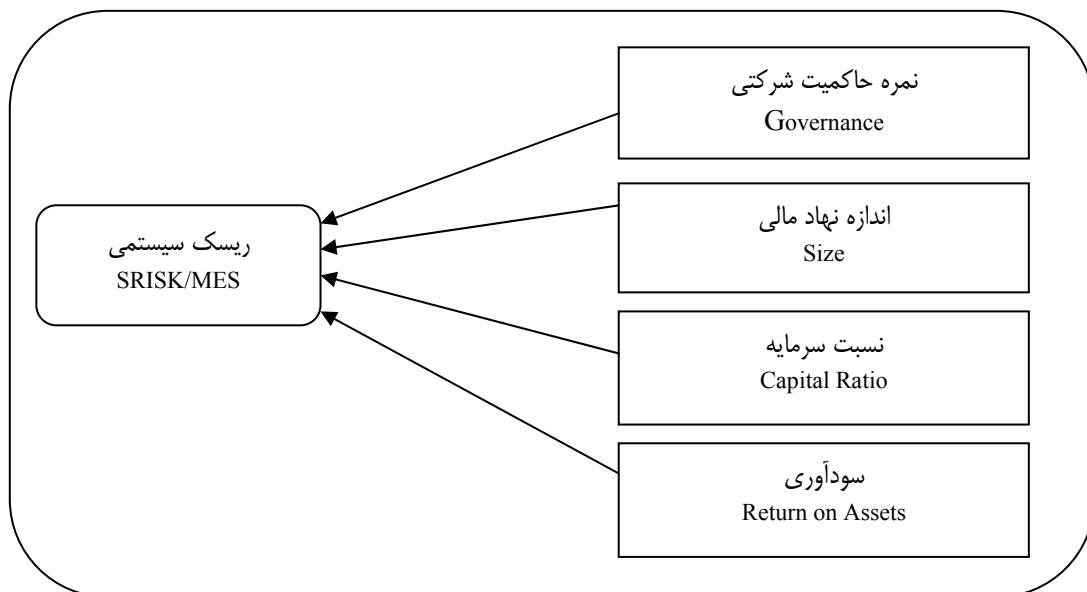 نمره حاکمیت شرکتی
Governance
اندازه نهاد مالی
Size
ریسک سیستمی
SRISK/MES
نسبت سرمایه
Capital Ratio
سودآوری
Return on Assets